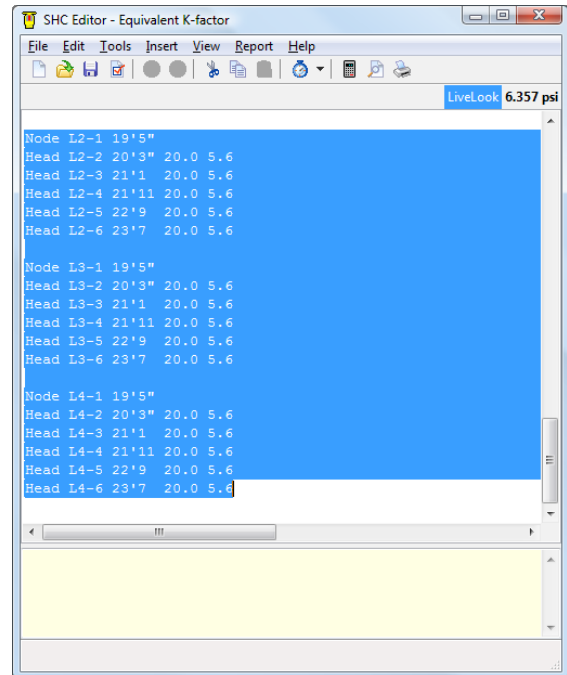 SHC Editor - Equivalent K-factor
File Edit Tools Insert View Report Help
LiveLook 6.357 psi
Node L2-1 19'5"
Head L2-2 20'3" 20.0 5.6
Head L2-3 21'1  20.0 5.6
Head L2-4 21'11 20.0 5.6
Head L2-5 22'9  20.0 5.6
Head L2-6 23'7  20.0 5.6
Node L3-1 19'5"
Head L3-2 20'3" 20.0 5.6
Head L3-3 21'1  20.0 5.6
Head L3-4 21'11 20.0 5.6
Head L3-5 22'9  20.0 5.6
Head L3-6 23'7  20.0 5.6
Node L4-1 19'5"
Head L4-2 20'3" 20.0 5.6
Head L4-3 21'1  20.0 5.6
Head L4-4 21'11 20.0 5.6
Head L4-5 22'9  20.0 5.6
Head L4-6 23'7  20.0 5.6